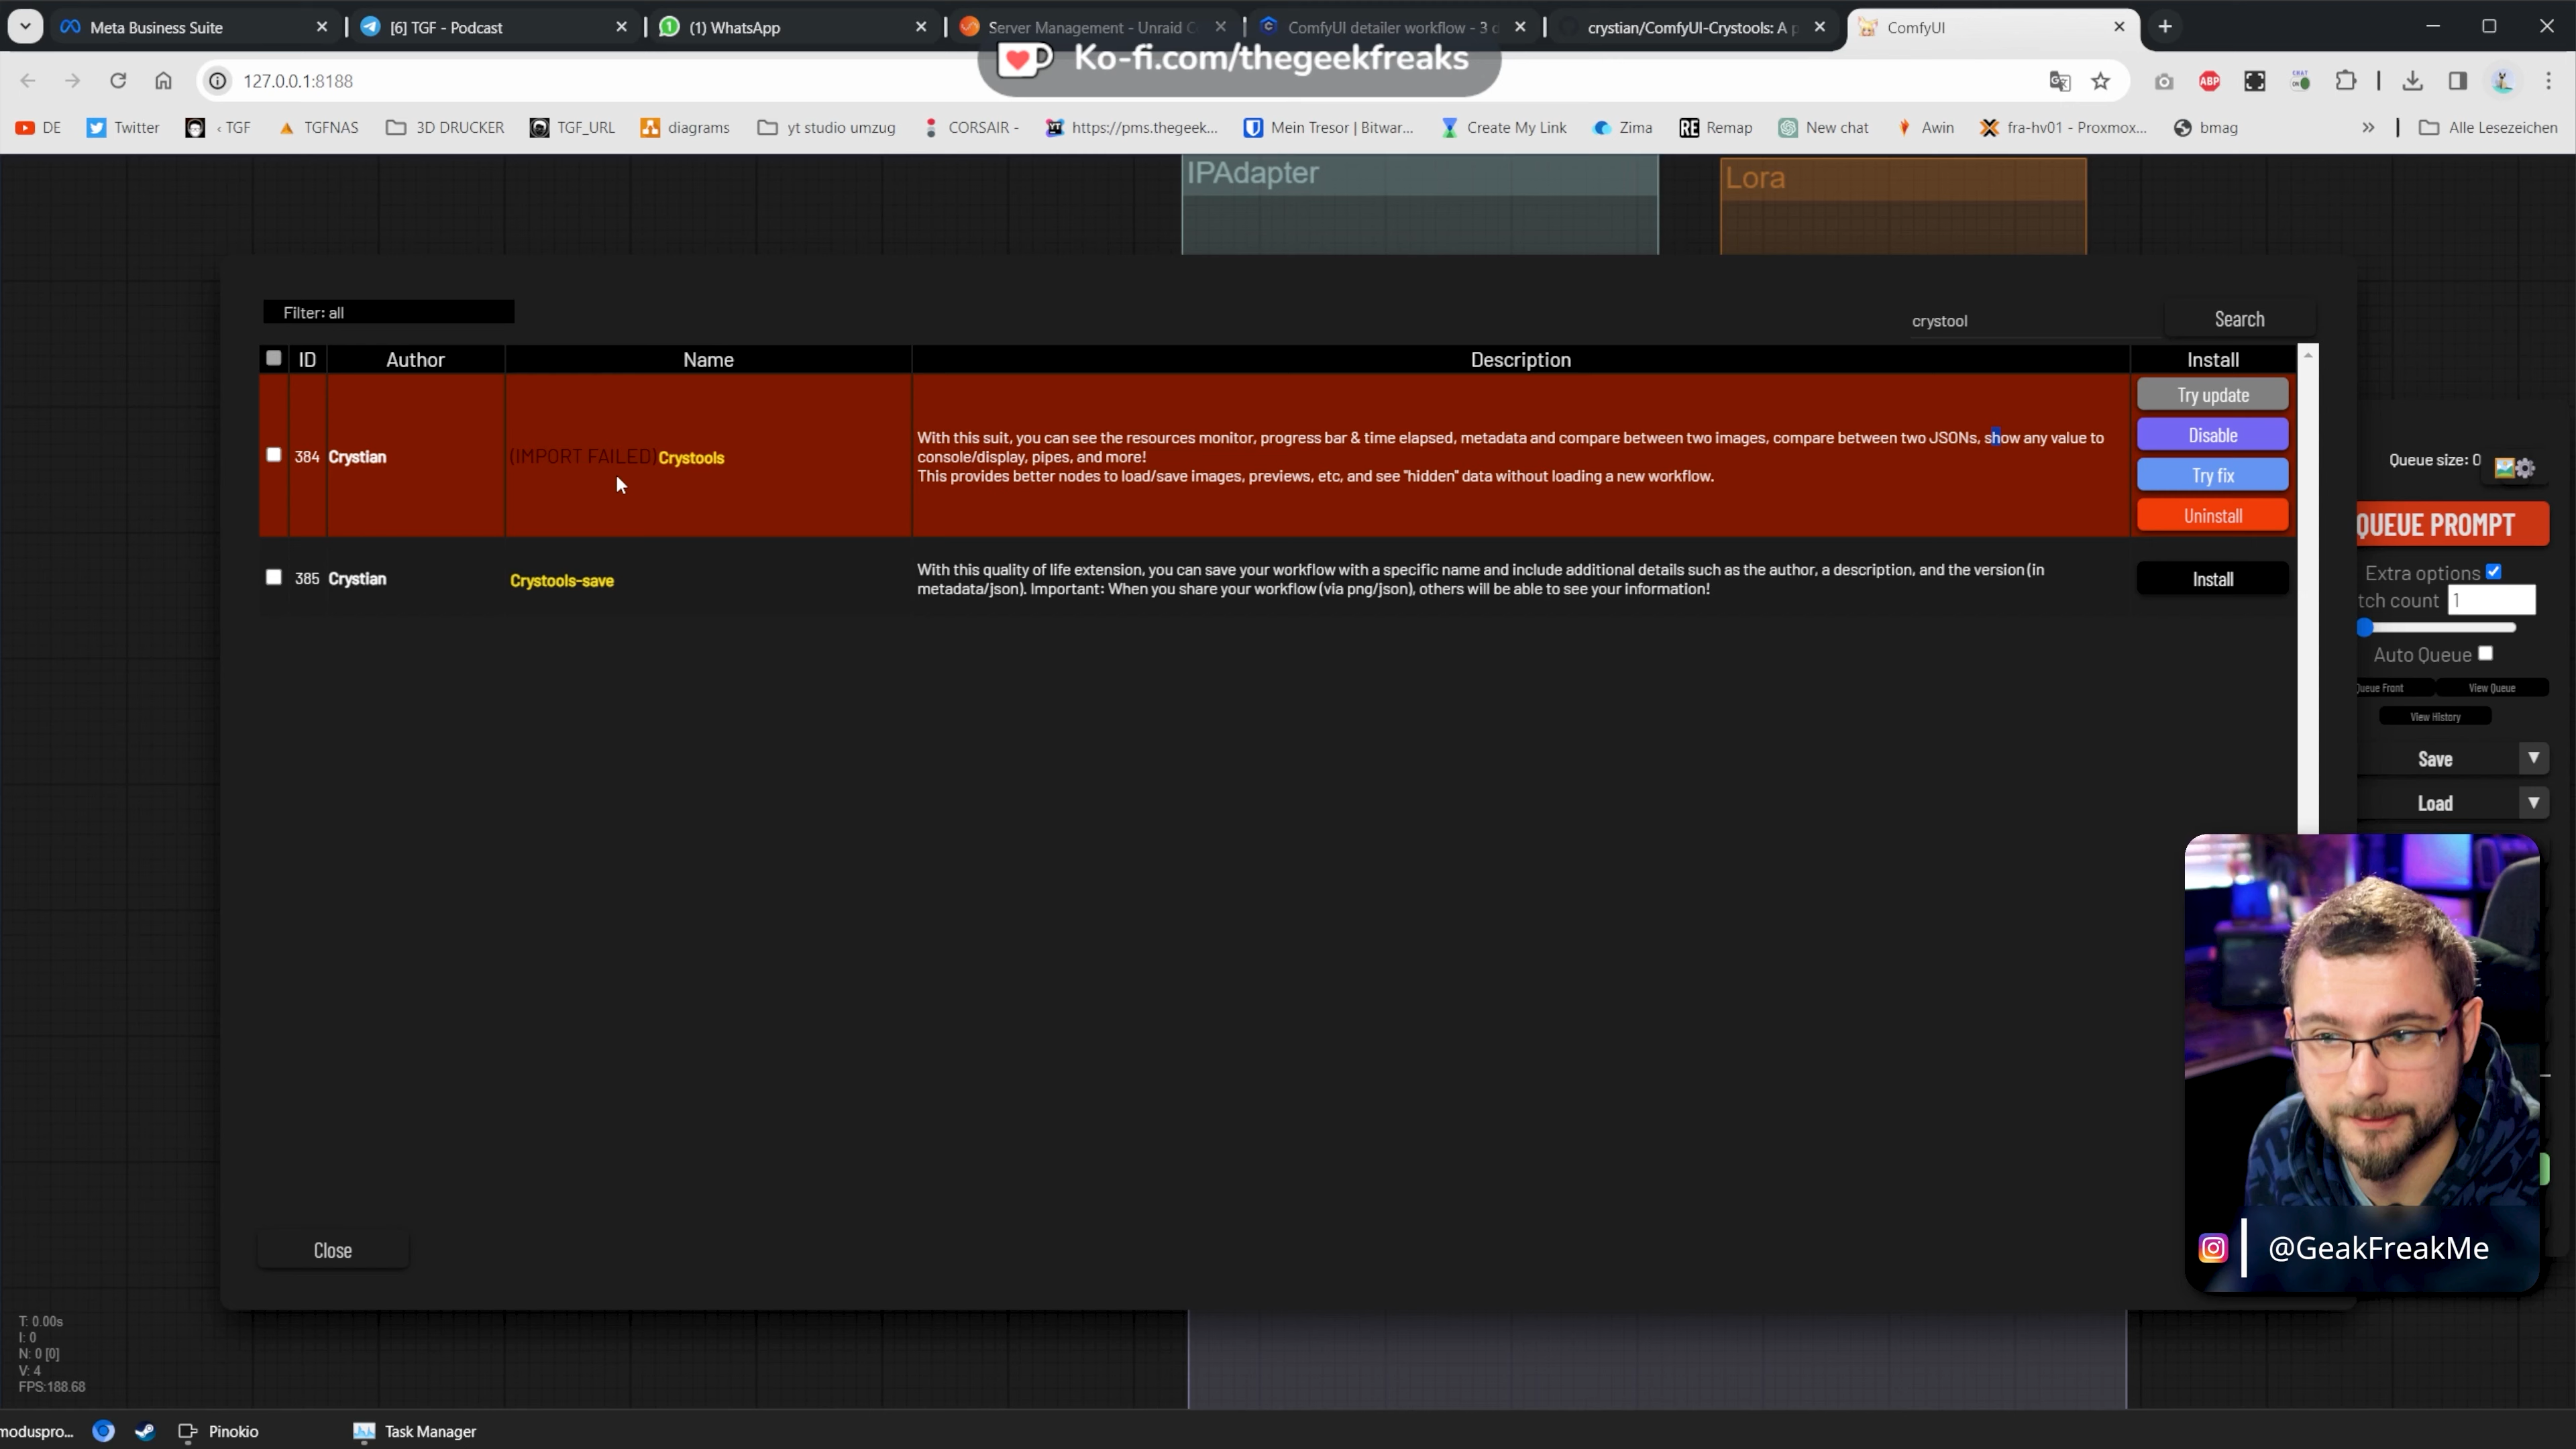 Meta Business Suite
[6] TGF - Podcast
(1) WhatsApp
Server Management - Unraid
ComfyUI detailer workflow - 3
crystian/ComfyUI-Crystools: A
ComfyUI
127.0.0.1:8188
Ko-fi.com/thegeekfreaks
ABP
DE
Twitter
‹ TGF
TGFNAS
3D DRUCKER
TGF_URL
diagrams
yt studio umzug
CORSAIR -
https://pms.thegeek...
Mein Tresor | Bitwar...
Create My Link
Zima
RE
Remap
New chat
Awin
fra-hv01 - Proxmox...
bmag
»
Alle Lesezeichen
IPAdapter
Lora
Filter: all
crystool
Search
ID
Author
Name
Description
Install
384
Crystian
(IMPORT FAILED) Crystools
With this suit, you can see the resources monitor, progress bar & time elapsed, metadata and compare between two images, compare between two JSONs, show any value to
console/display, pipes, and more!
This provides better nodes to load/save images, previews, etc, and see "hidden" data without loading a new workflow.
Try update
Disable
Try fix
Uninstall
385
Crystian
Crystools-save
With this quality of life extension, you can save your workflow with a specific name and include additional details such as the author, a description, and the version (in
metadata/json). Important: When you share your workflow (via png/json), others will be able to see your information!
Install
Queue size: 0
QUEUE PROMPT
Extra options
tch count
1
Auto Queue
Queue Front
View Queue
View History
Save
Load
Close
@GeakFreakMe
T: 0.00s
I: 0
N: 0 [0]
V: 4
FPS:188.68
moduspro...
Pinokio
Task Manager